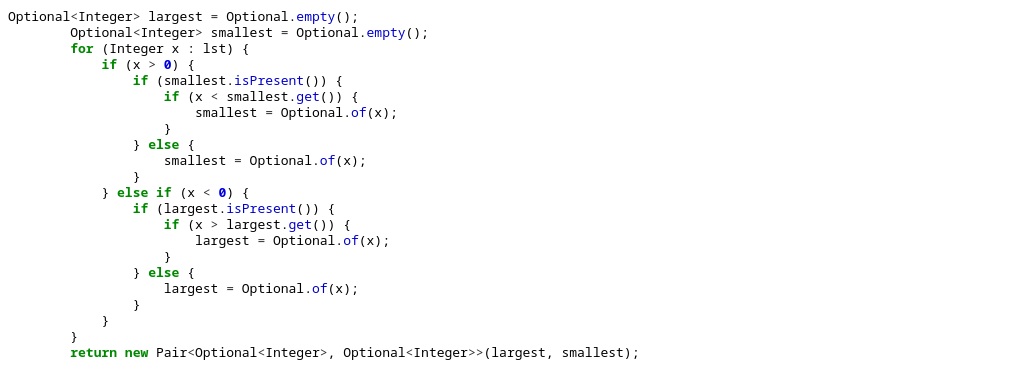 Optional<Integer> largest = Optional.empty();
        Optional<Integer> smallest = Optional.empty();
        for (Integer x : lst) {
            if (x > 0) {
                if (smallest.isPresent()) {
                    if (x < smallest.get()) {
                        smallest = Optional.of(x);
                    }
                } else {
                    smallest = Optional.of(x);
                }
            } else if (x < 0) {
                if (largest.isPresent()) {
                    if (x > largest.get()) {
                        largest = Optional.of(x);
                    }
                } else {
                    largest = Optional.of(x);
                }
            }
        }
        return new Pair<Optional<Integer>, Optional<Integer>>(largest, smallest);